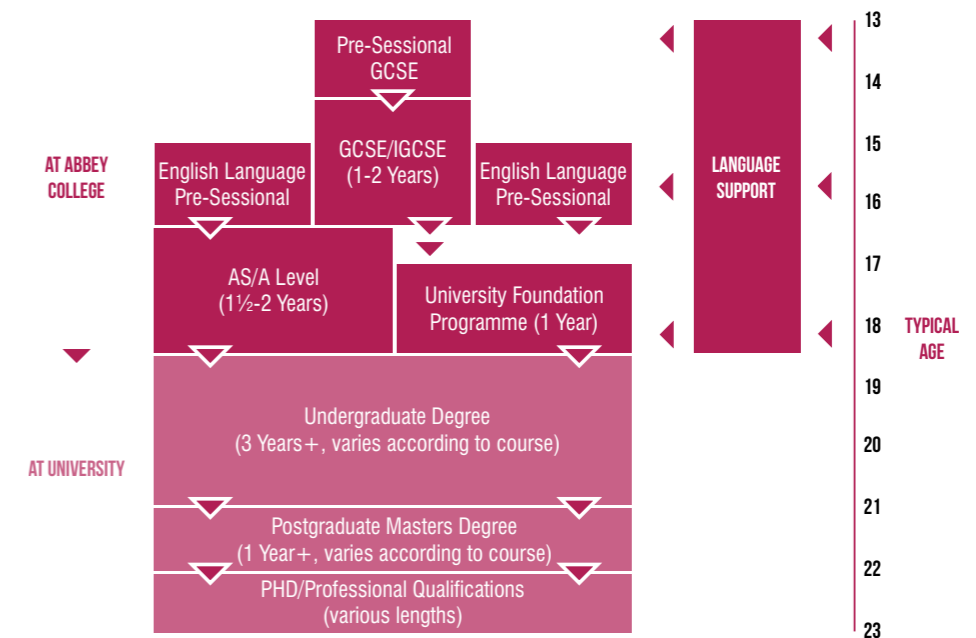 Pre-Sessional
GCSE
GCSE/IGCSE
(1-2 Years)
AT ABBEY
COLLEGE
English Language
Pre-Sessional
English Language
Pre-Sessional
LANGUAGE
SUPPORT
AS/A Level
(1½-2 Years)
University Foundation
Programme (1 Year)
AT UNIVERSITY
Undergraduate Degree
(3 Years+, varies according to course)
Postgraduate Masters Degree
(1 Year+, varies according to course)
PHD/Professional Qualifications
(various lengths)
13
14
15
16
17
18
19
20
21
22
23
TYPICAL
AGE